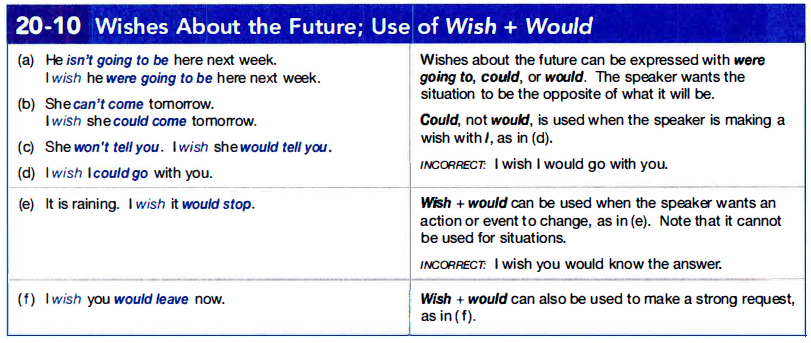 20-10 Wishes About the Future; Use of Wish + Would
(a) He isn't going to be here next week.
I wish he were going to be here next week.
(b) She can't come tomorrow.
I wish she could come tomorrow.
(c) She won't tell you. I wish she would tell you.
(d) I wish I could go with you.
Wishes about the future can be expressed with were
going to, could, or would. The speaker wants the
situation to be the opposite of what it will be.
Could, not would, is used when the speaker is making a
wish with I, as in (d).
INCORRECT: I wish I would go with you.
(e) It is raining. I wish it would stop.
Wish + would can be used when the speaker wants an
action or event to change, as in (e). Note that it cannot
be used for situations.
INCORRECT: I wish you would know the answer.
(f) I wish you would leave now.
Wish + would can also be used to make a strong request,
as in (f).